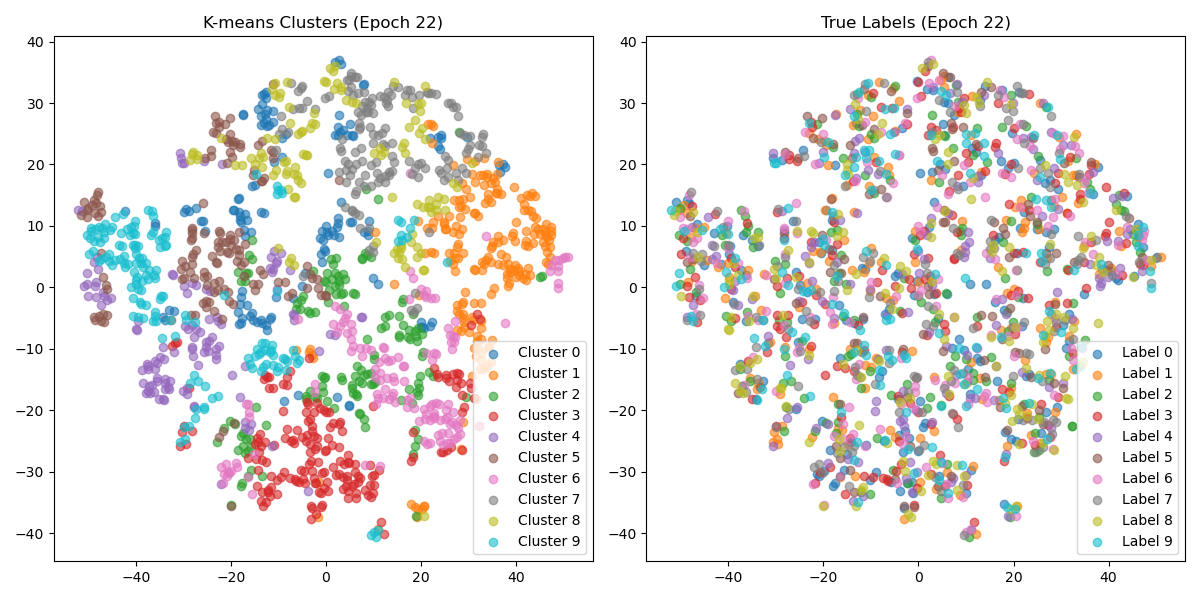 K-means Clusters (Epoch 22)
40
30
20
10
0
−10
−20
−30
−40
−40
−20
0
20
40
Cluster 0
Cluster 1
Cluster 2
Cluster 3
Cluster 4
Cluster 5
Cluster 6
Cluster 7
Cluster 8
Cluster 9
True Labels (Epoch 22)
40
30
20
10
0
−10
−20
−30
−40
−40
−20
0
20
40
Label 0
Label 1
Label 2
Label 3
Label 4
Label 5
Label 6
Label 7
Label 8
Label 9